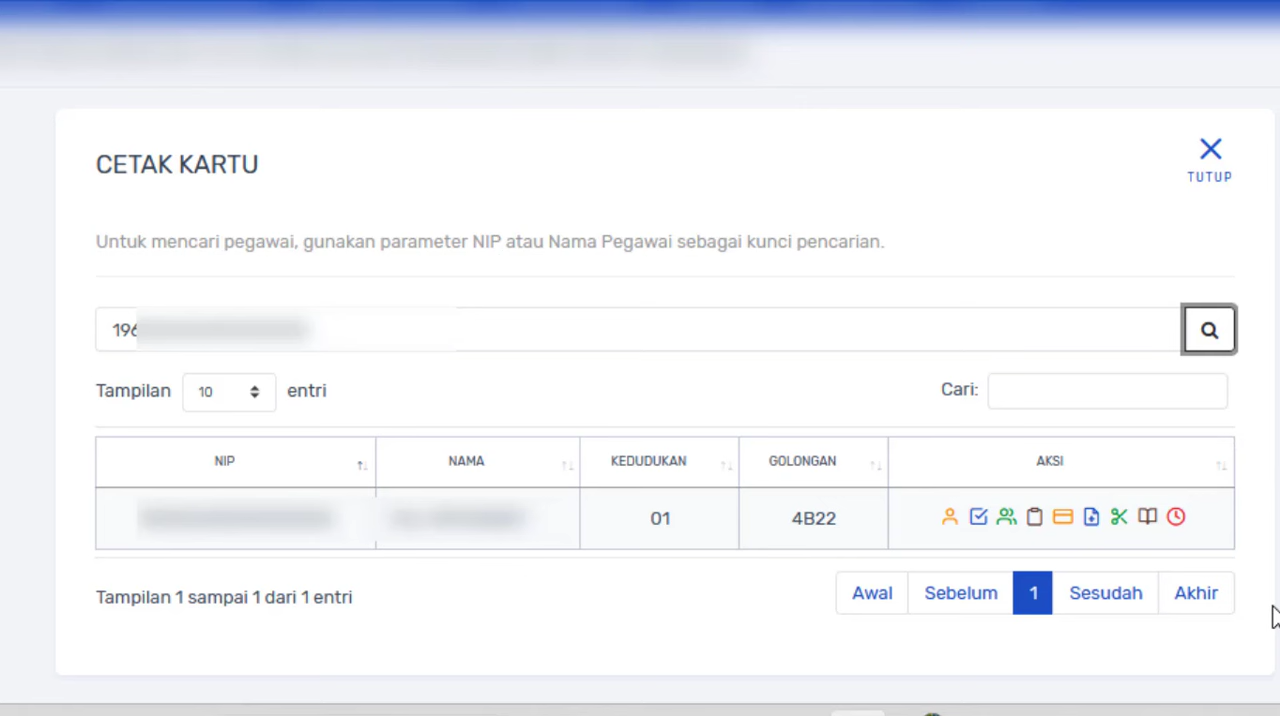 CETAK KARTU
TUTUP
Untuk mencari pegawai, gunakan parameter NIP atau Nama Pegawai sebagai kunci pencarian.
196
Tampilan 10 entri
Cari:
NIP NAMA KEDUDUKAN GOLONGAN AKSI
01 4B22
Tampilan 1 sampai 1 dari 1 entri
Awal Sebelum 1 Sesudah Akhir